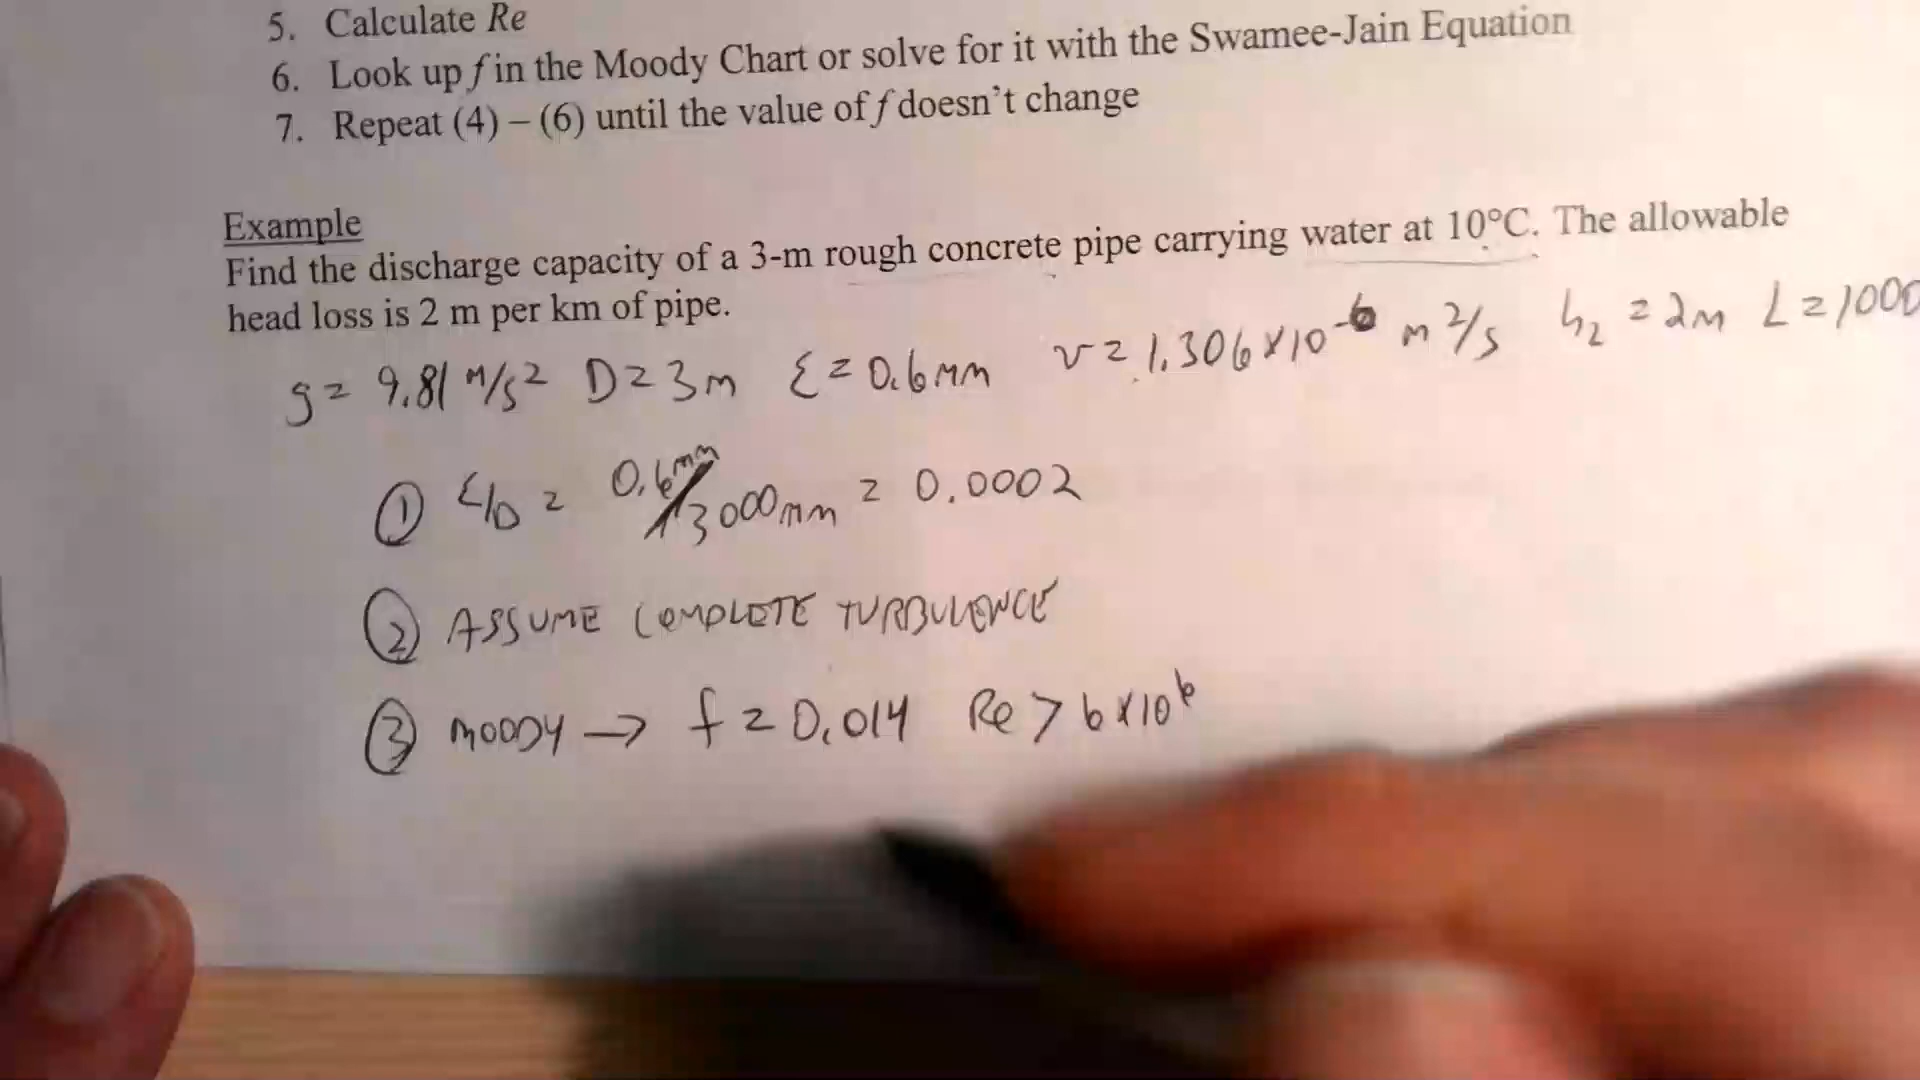 5. Calculate Re
6. Look up f in the Moody Chart or solve for it with the Swamee-Jain Equation
7. Repeat (4) – (6) until the value of f doesn't change
Example
Find the discharge capacity of a 3-m rough concrete pipe carrying water at 10°C. The allowable
head loss is 2 m per km of pipe.
g = 9.81 m/s² D = 3m ε = 0.6mm ν = 1.306×10⁻⁶ m²/s h_L = 2m L = 1000
① ε/D = 0.6mm/3000mm = 0.0002
② ASSUME COMPLETE TURBULENCE
③ MOODY → f = 0.014 Re > 6×10⁶